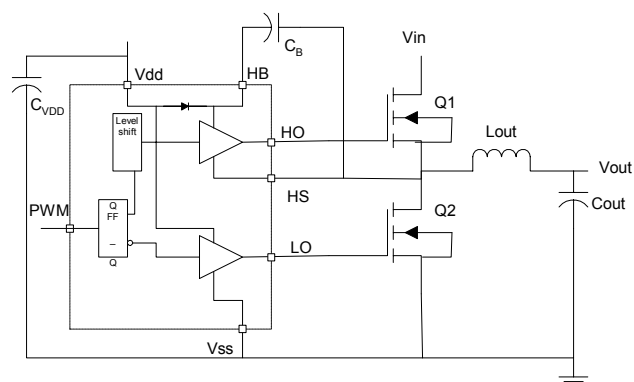 C_B
Vin
Vdd
HB
C_VDD
Q1
Level
shift
HO
Lout
Vout
HS
Cout
PWM
Q
FF
Q2
_
Q
LO
Vss